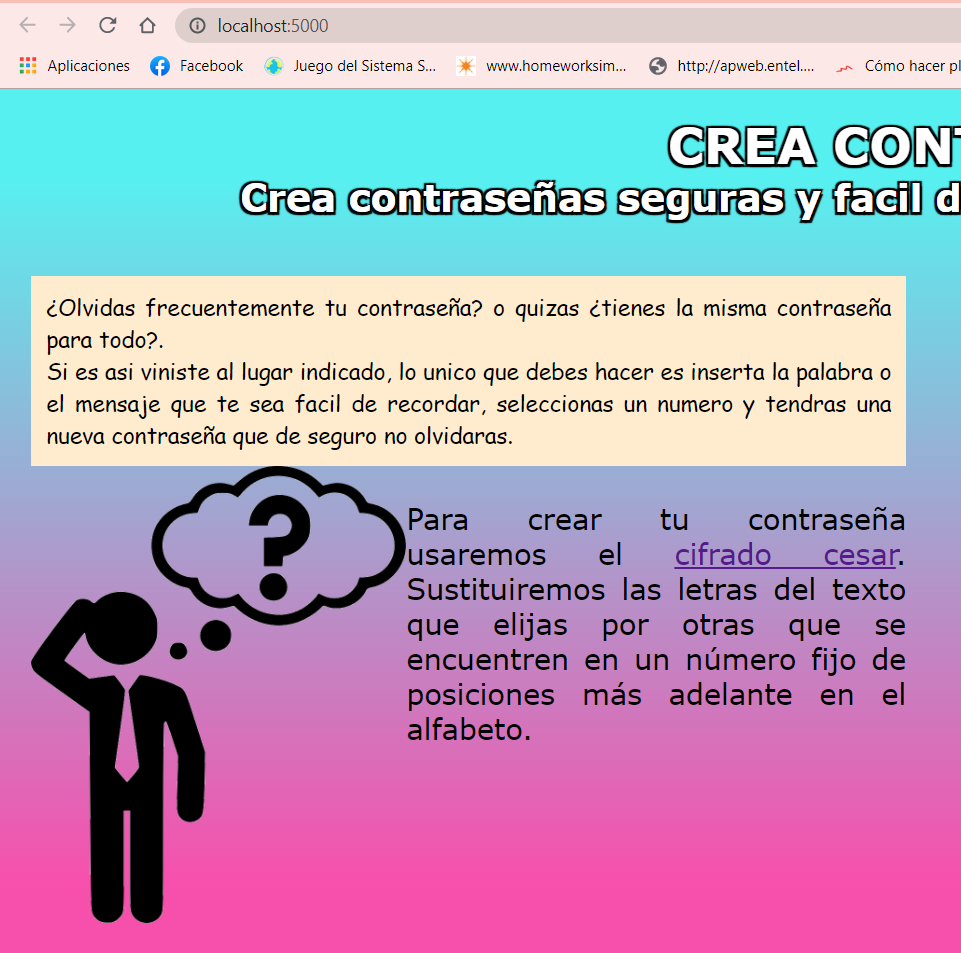 localhost:5000
Aplicaciones Facebook Juego del Sistema S... www.homeworksim... http://apweb.entel.... Cómo hacer pl
CREA CONT
Crea contraseñas seguras y facil d
¿Olvidas frecuentemente tu contraseña? o quizas ¿tienes la misma contraseña
para todo?.
Si es asi viniste al lugar indicado, lo unico que debes hacer es inserta la palabra o
el mensaje que te sea facil de recordar, seleccionas un numero y tendras una
nueva contraseña que de seguro no olvidaras.
?
Para crear tu contraseña
usaremos el cifrado cesar.
Sustituiremos las letras del texto
que elijas por otras que se
encuentren en un número fijo de
posiciones más adelante en el
alfabeto.